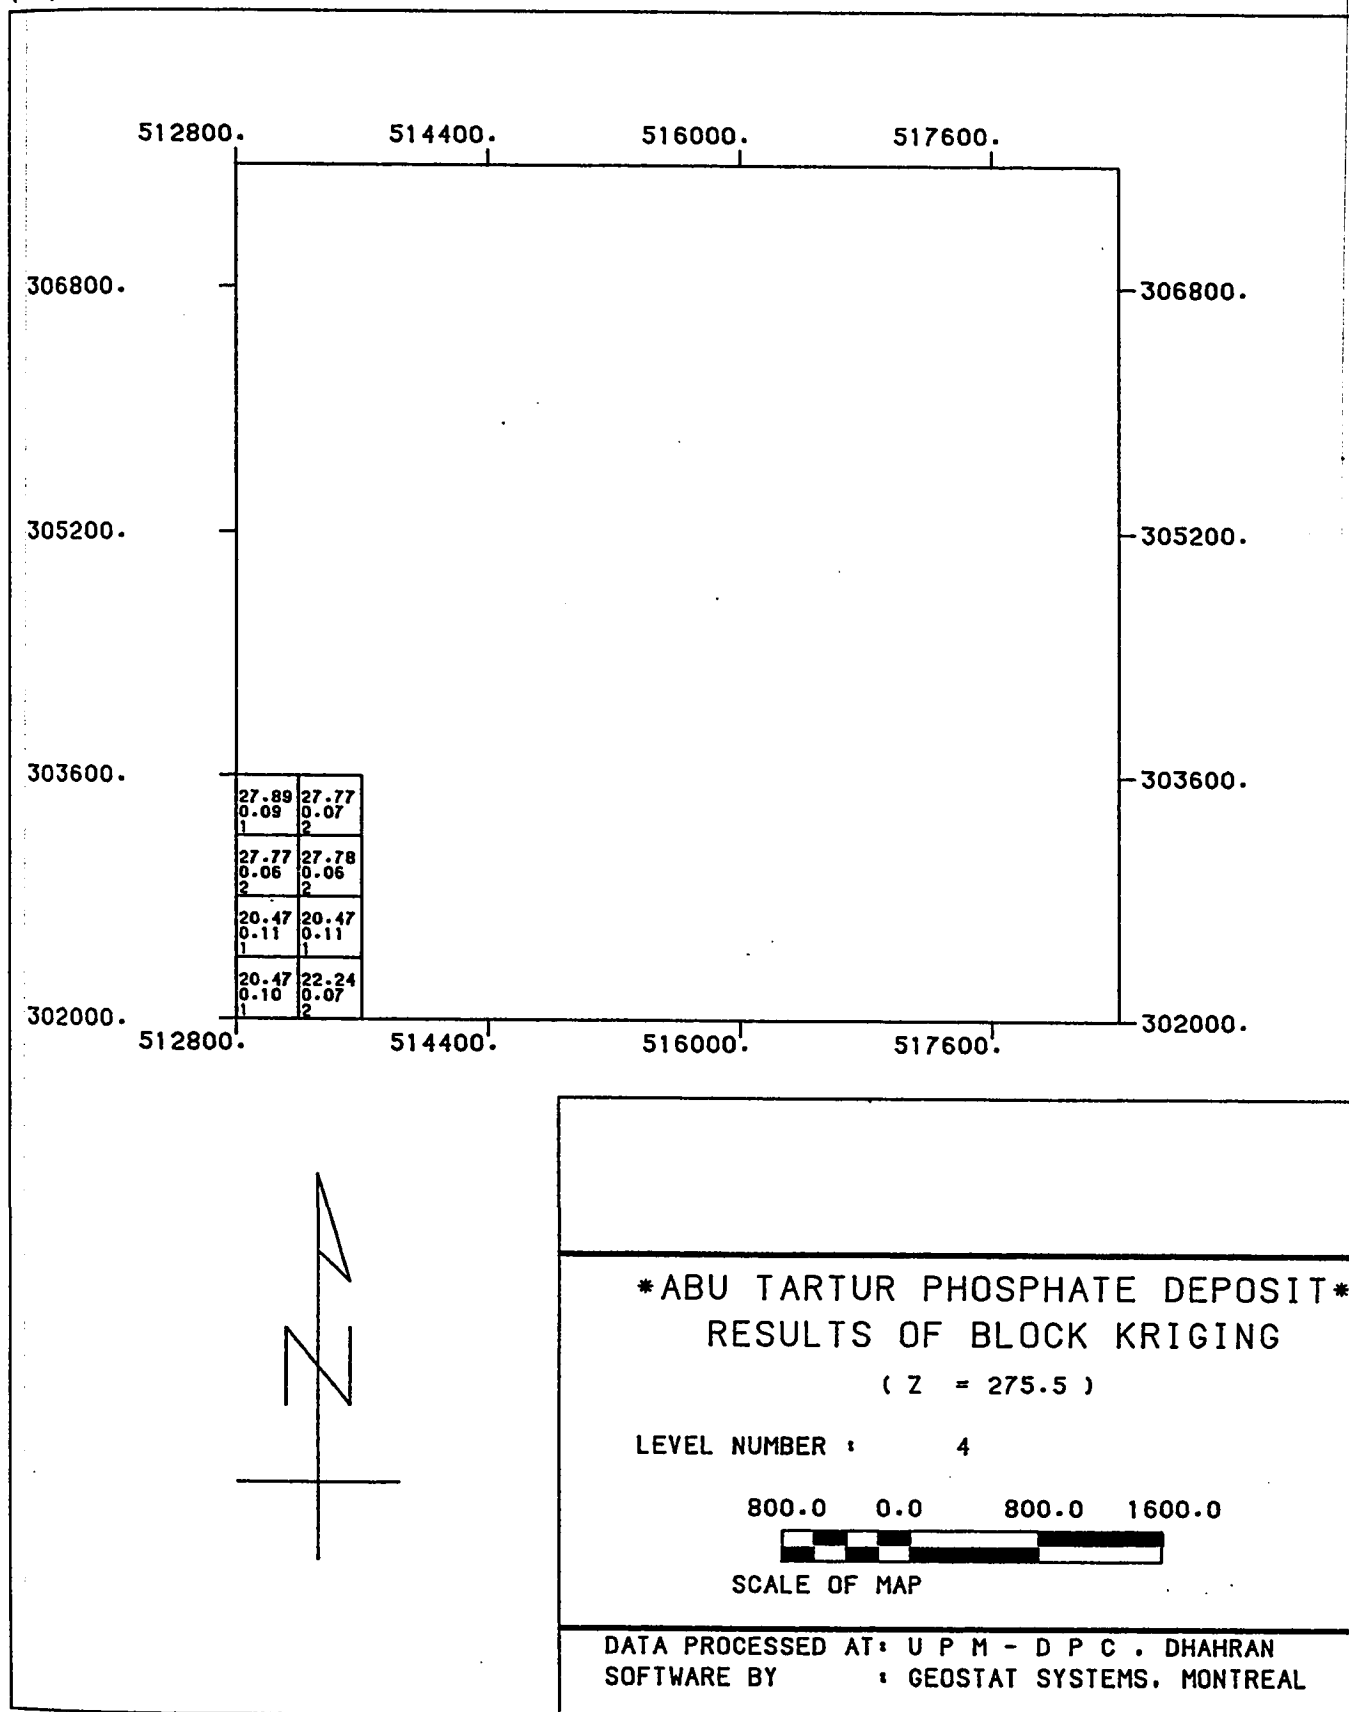 512800. 514400. 516000. 517600.
306800. 306800.
305200. 305200.
303600. 303600.
27.89 27.77
0.09 0.07
1 2
27.77 27.78
0.06 0.06
2 2
20.47 20.47
0.11 0.11
1 1
20.47 22.24
0.10 0.07
1 2
302000. 302000.
512800. 514400. 516000. 517600.
N
*ABU TARTUR PHOSPHATE DEPOSIT*
RESULTS OF BLOCK KRIGING
( Z = 275.5 )
LEVEL NUMBER : 4
800.0 0.0 800.0 1600.0
SCALE OF MAP
DATA PROCESSED AT: U P M - D P C . DHAHRAN
SOFTWARE BY : GEOSTAT SYSTEMS. MONTREAL